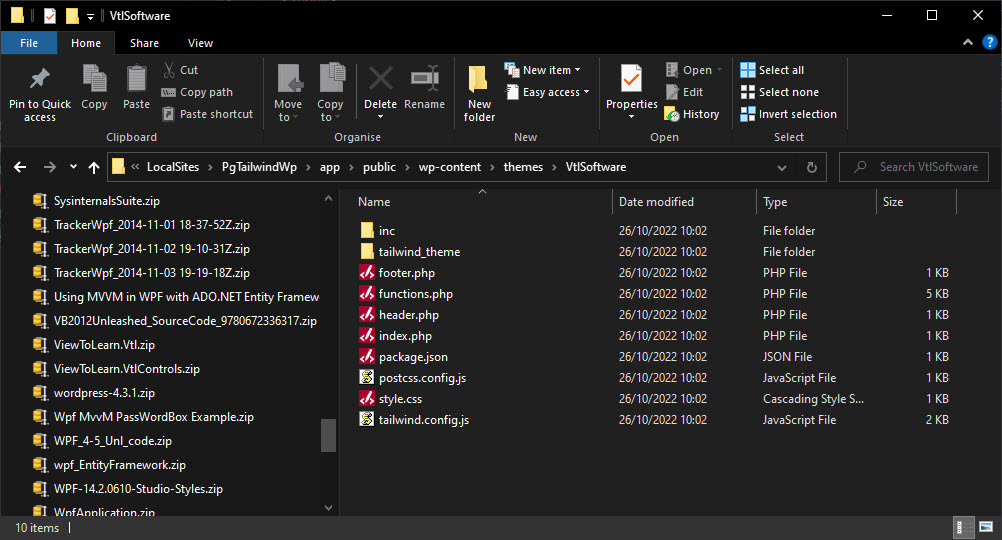 VtlSoftware
File Home Share View
Pin to Quick access
Copy
Paste
Cut
Copy path
Paste shortcut
Clipboard
Move to
Copy to
Delete
Rename
Organise
New folder
New item
Easy access
New
Properties
Open
Edit
History
Open
Select all
Select none
Invert selection
Select
LocalSites PgTailwindWp app public wp-content themes VtlSoftware
Search VtlSoftware
SysinternalsSuite.zip
TrackerWpf_2014-11-01 18-37-52Z.zip
TrackerWpf_2014-11-02 19-10-31Z.zip
TrackerWpf_2014-11-03 19-19-18Z.zip
Using MVVM in WPF with ADO.NET Entity Framew
VB2012Unleashed_SourceCode_9780672336317.zip
ViewToLearn.Vtl.zip
ViewToLearn.VtlControls.zip
wordpress-4.3.1.zip
Wpf MvvM PassWordBox Example.zip
WPF_4-5_Unl_code.zip
wpf_EntityFramework.zip
WPF-14.2.0610-Studio-Styles.zip
WpfApplication.zip
Name Date modified Type Size
inc 26/10/2022 10:02 File folder
tailwind_theme 26/10/2022 10:02 File folder
footer.php 26/10/2022 10:02 PHP File 1 KB
functions.php 26/10/2022 10:02 PHP File 5 KB
header.php 26/10/2022 10:02 PHP File 1 KB
index.php 26/10/2022 10:02 PHP File 1 KB
package.json 26/10/2022 10:02 JSON File 1 KB
postcss.config.js 26/10/2022 10:02 JavaScript File 1 KB
style.css 26/10/2022 10:02 Cascading Style S... 1 KB
tailwind.config.js 26/10/2022 10:02 JavaScript File 2 KB
10 items